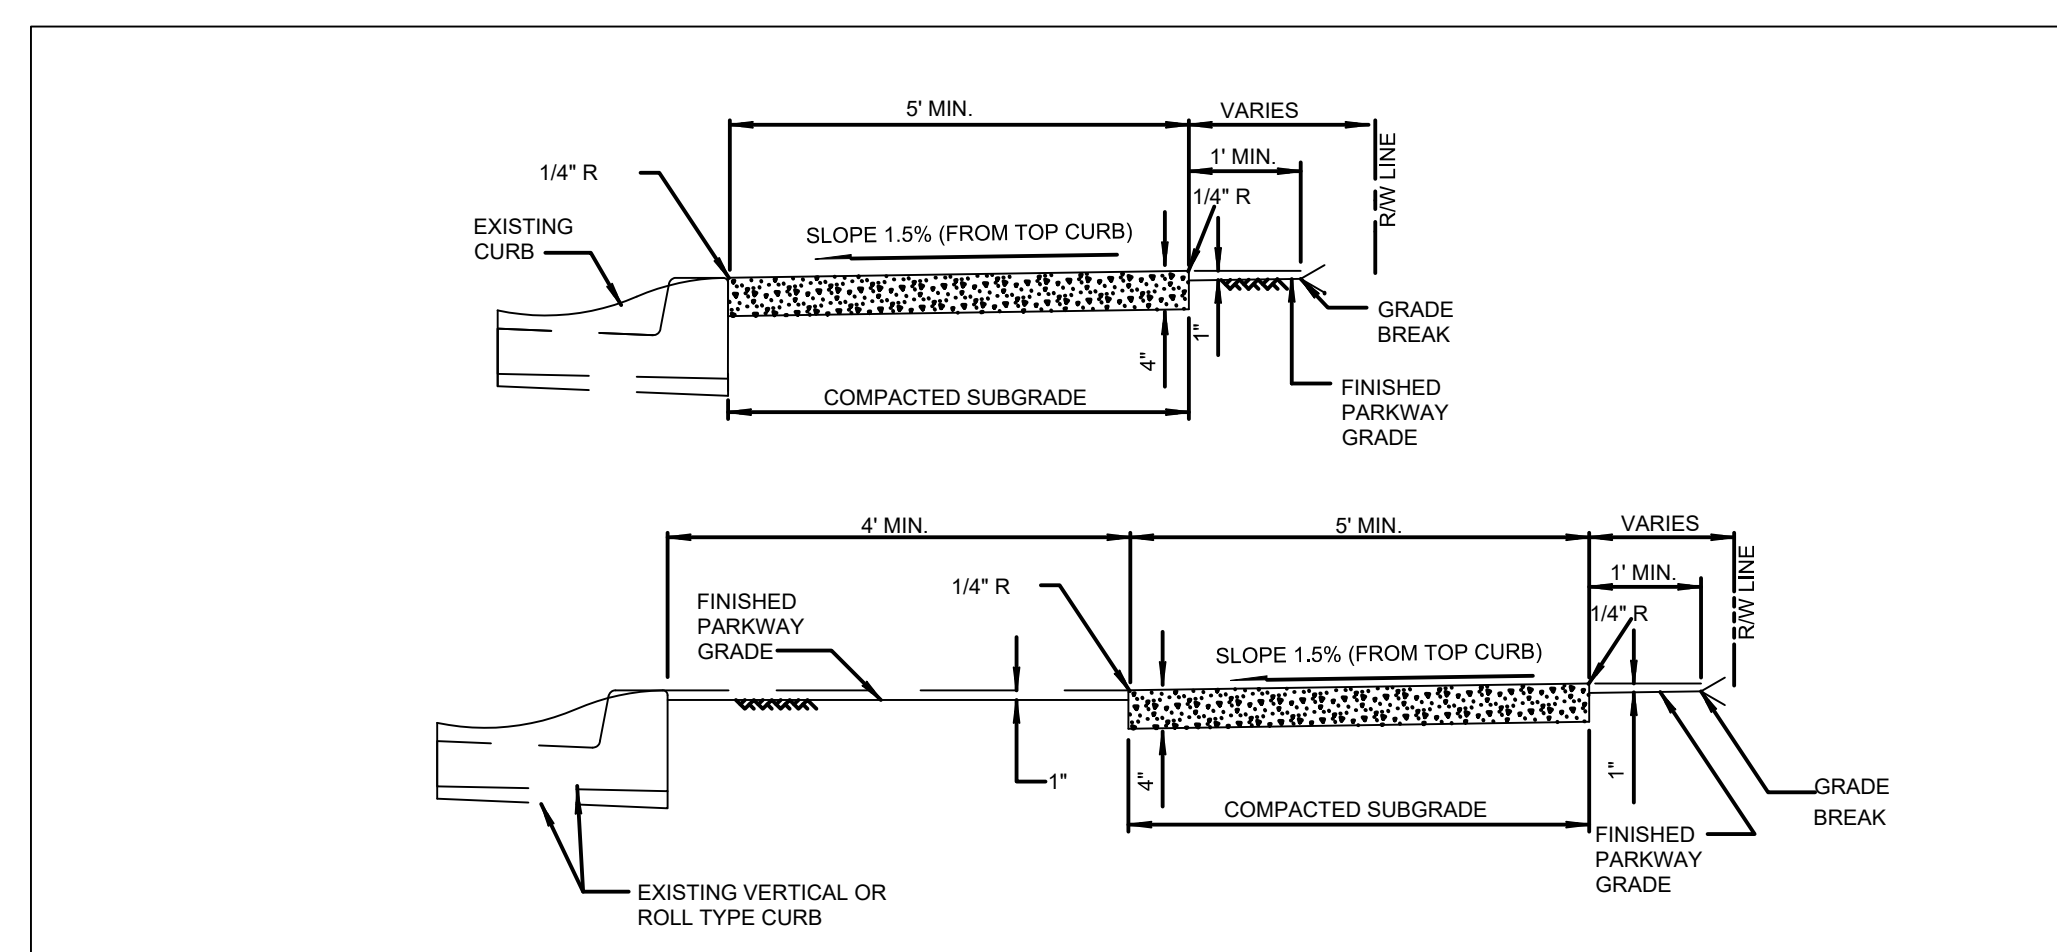 5' MIN.
VARIES
1' MIN.
R/W LINE
1/4" R
1/4" R
EXISTING
CURB
SLOPE 1.5% (FROM TOP CURB)
GRADE
BREAK
1"
4"
COMPACTED SUBGRADE
FINISHED
PARKWAY
GRADE
4' MIN.
5' MIN.
VARIES
1' MIN.
R/W LINE
1/4" R
FINISHED
PARKWAY
GRADE
1/4" R
SLOPE 1.5% (FROM TOP CURB)
1"
4"
1"
COMPACTED SUBGRADE
GRADE
BREAK
FINISHED
PARKWAY
GRADE
EXISTING VERTICAL OR
ROLL TYPE CURB